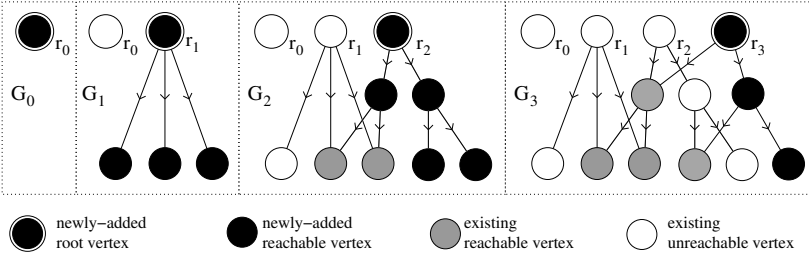 r0 r0 r1 r0 r1 r2 r0 r1 r2 r3
G0 G1 G2 G3
newly−added newly−added existing existing
root vertex reachable vertex reachable vertex unreachable vertex